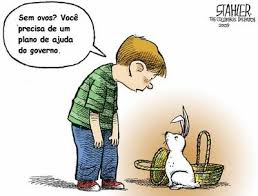 Sem ovos? Você
precisa de um
plano de ajuda
do governo.
STAHLER
THE COLUMBUS DISPATCH
2009